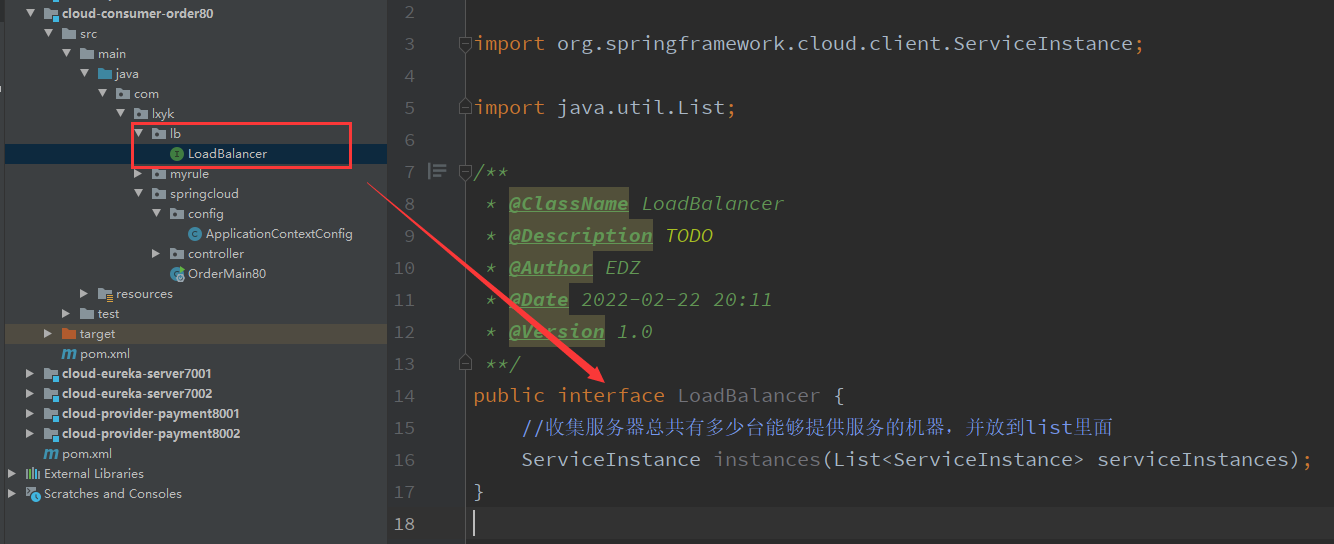 cloud-consumer-order80
src
main
java
com
lxyk
lb
LoadBalancer
myrule
springcloud
config
ApplicationContextConfig
controller
OrderMain80
resources
test
target
pom.xml
cloud-eureka-server7001
cloud-eureka-server7002
cloud-provider-payment8001
cloud-provider-payment8002
pom.xml
External Libraries
Scratches and Consoles
2
3 import org.springframework.cloud.client.ServiceInstance;
4
5 import java.util.List;
6
7 /**
8 * @ClassName LoadBalancer
9 * @Description TODO
10 * @Author EDZ
11 * @Date 2022-02-22 20:11
12 * @Version 1.0
13 **/
14 public interface LoadBalancer {
15 //收集服务器总共有多少台能够提供服务的机器，并放到list里面
16 ServiceInstance instances(List<ServiceInstance> serviceInstances);
17 }
18